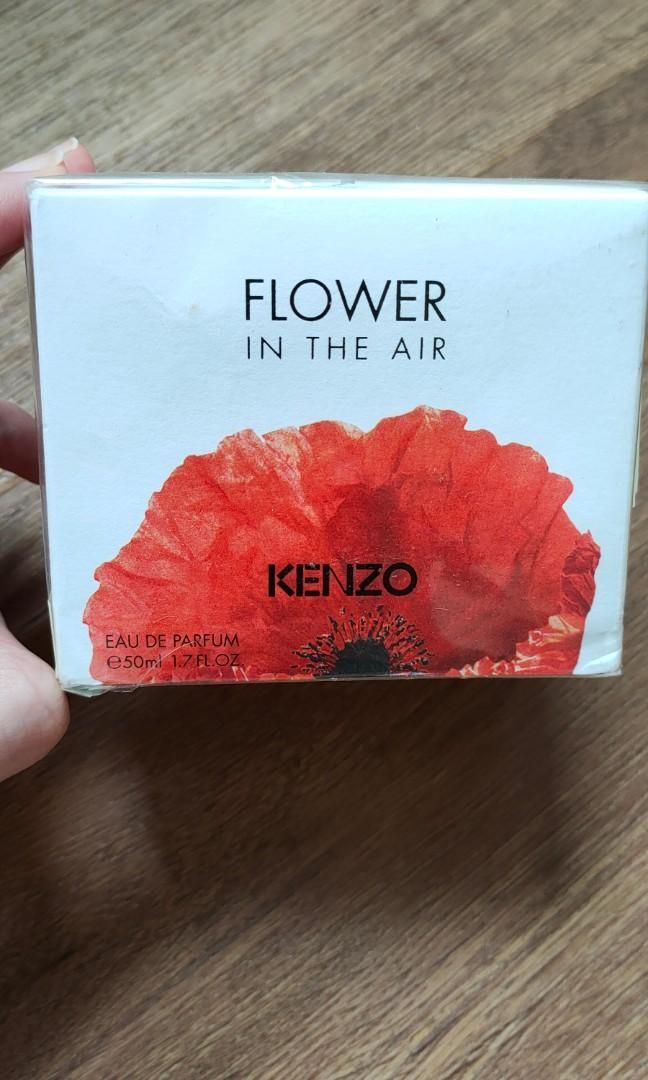 FLOWER
IN THE AIR
KENZO
EAU DE PARFUM
℮50ml 1.7 FL.OZ.